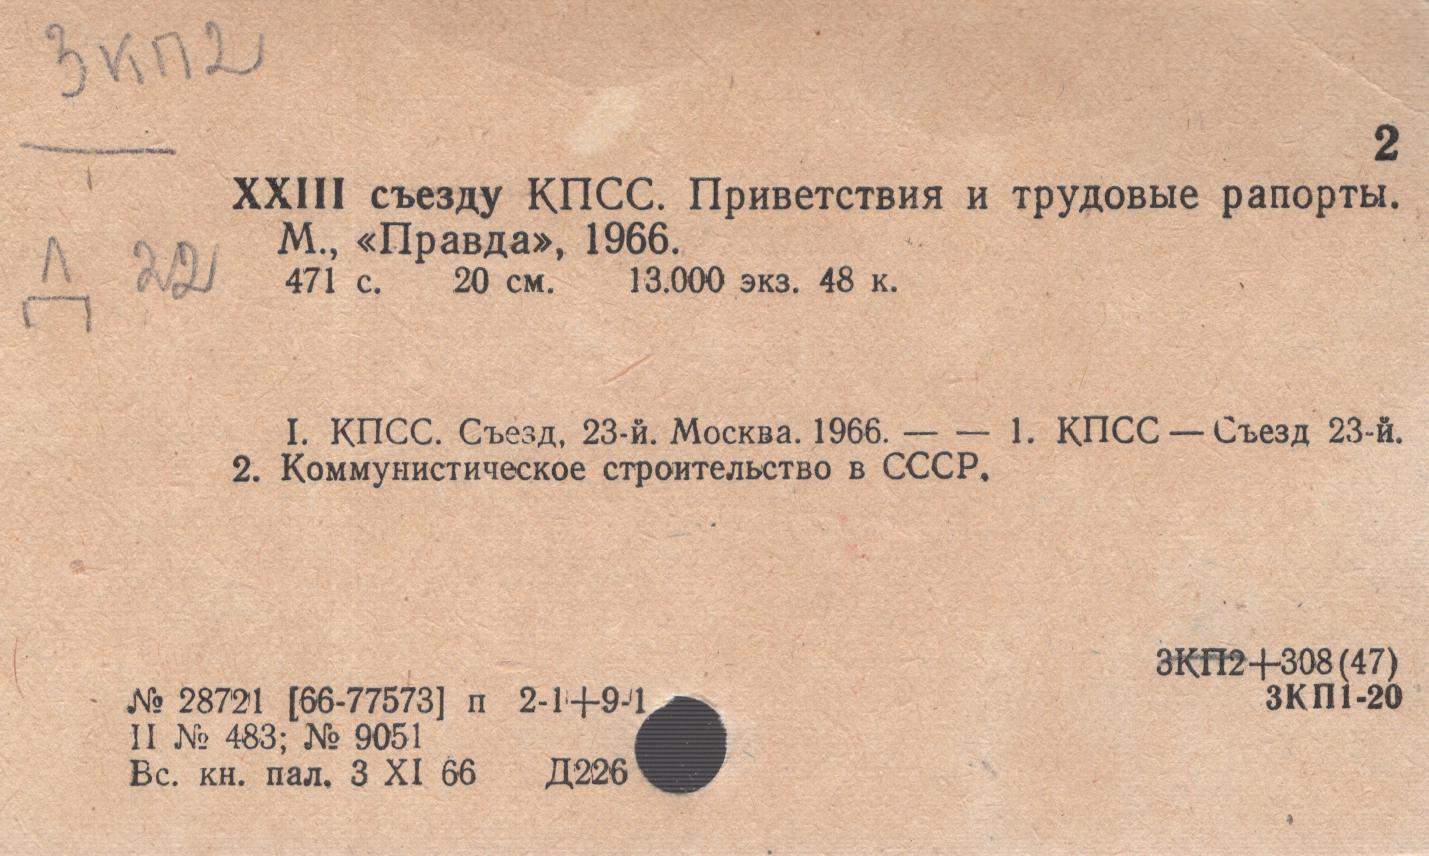 3КП2
2
XXIII съезду КПСС. Приветствия и трудовые рапорты.
М., «Правда», 1966.
Д 22
471 с. 20 см. 13.000 экз. 48 к.
I. КПСС. Съезд, 23-й. Москва. 1966. — — 1. КПСС — Съезд 23-й.
2. Коммунистическое строительство в СССР.
3КП2+308(47)
3КП1-20
№ 28721 [66-77573] п 2-1+9-1
II № 483; № 9051
Вс. кн. пал. 3 XI 66 Д226